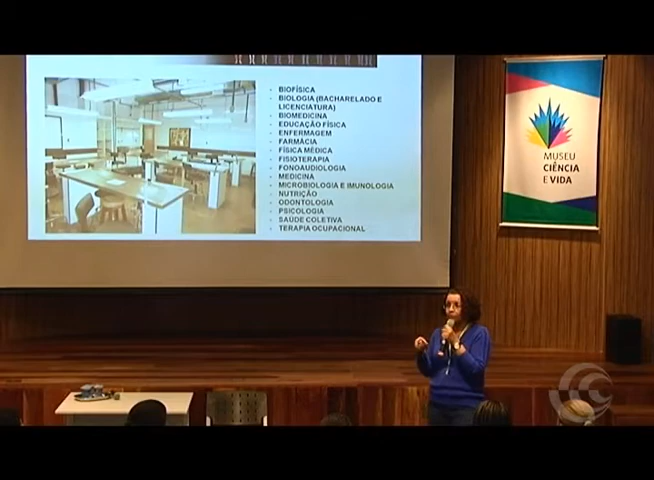 - BIOFÍSICA
- BIOLOGIA (BACHARELADO E
LICENCIATURA)
- BIOMEDICINA
- EDUCAÇÃO FÍSICA
- ENFERMAGEM
- FARMÁCIA
- FÍSICA MÉDICA
- FISIOTERAPIA
- FONOAUDIOLOGIA
- MEDICINA
- MICROBIOLOGIA E IMUNOLOGIA
- NUTRIÇÃO
- ODONTOLOGIA
- PSICOLOGIA
- SAÚDE COLETIVA
- TERAPIA OCUPACIONAL
MUSEU
CIÊNCIA
E VIDA